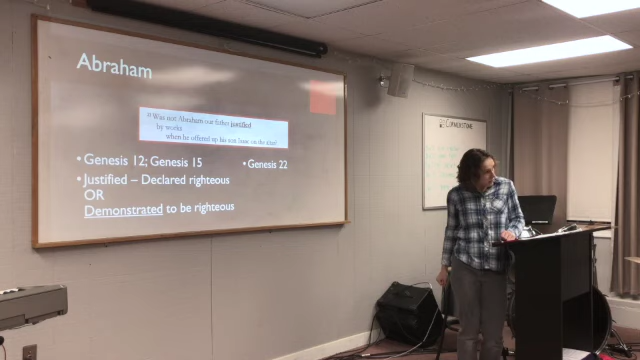 Abraham
21 Was not Abraham our father justified
by works
when he offered up his son Isaac on the altar?
• Genesis 12; Genesis 15
• Genesis 22
• Justified – Declared righteous
OR
Demonstrated to be righteous
CORNERSTONE